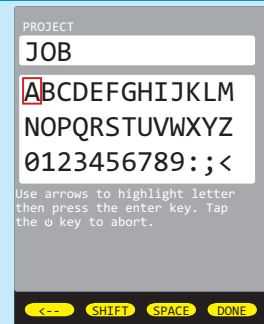 PROJECT
JOB
ABCDEFGHIJKLM
NOPQRSTUVWXYZ
0123456789:;<
Use arrows to highlight letter
then press the enter key. Tap
the ⏻ key to abort.
<-- SHIFT SPACE DONE